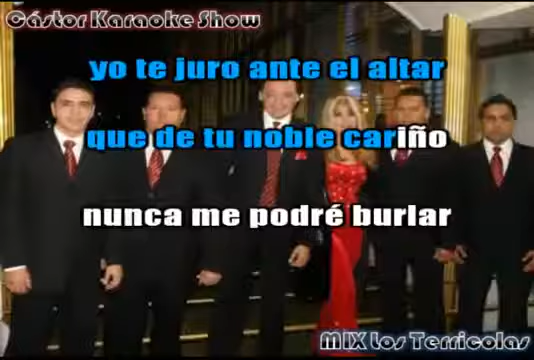 Cástor Karaoke Show
yo te juro ante el altar
que de tu noble cariño
nunca me podré burlar
MIX Los Terricolas